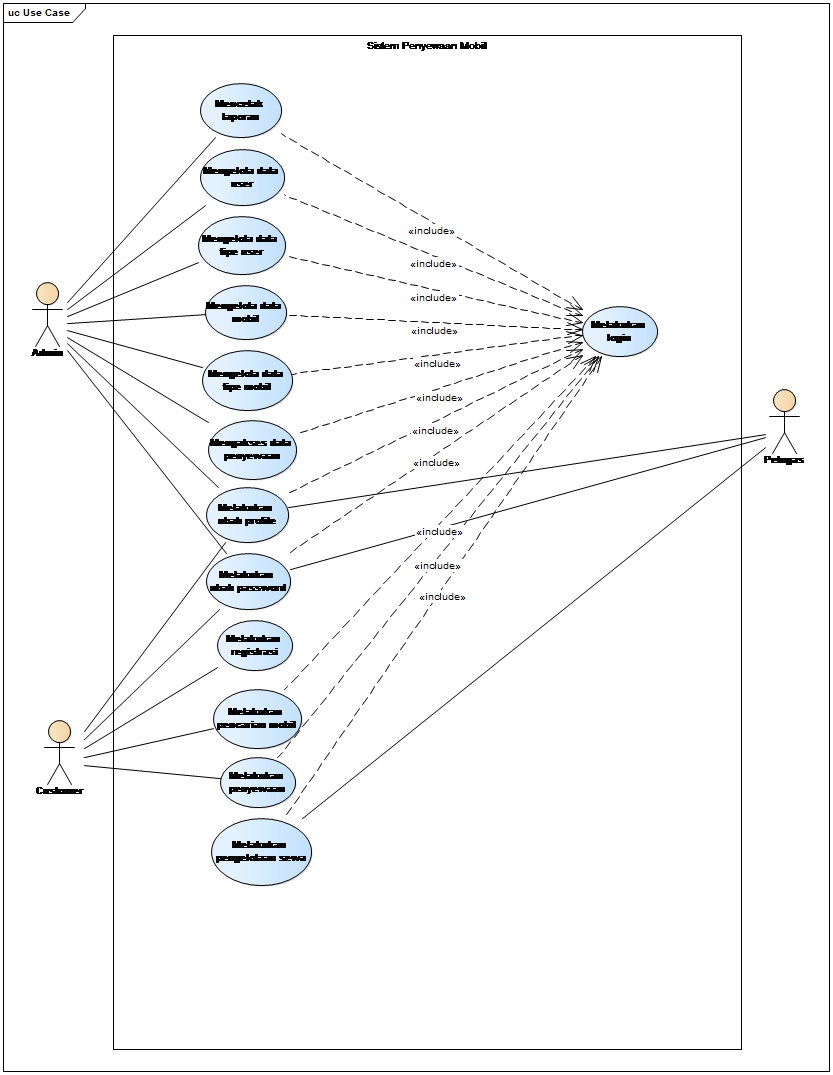 uc Use Case
Sistem Penyewaan Mobil
Mencetak
laporan
Mengelola data
user
«include»
Mengelola data
tipe user
«include»
Mengelola data
mobil
«include»
Melakukan
login
«include»
Admin
Mengelola data
tipe mobil
«include»
«include»
Mengakses data
penyewaan
«include»
Petugas
«include»
Melakukan
ubah profile
«include»
Melakukan
ubah password
«include»
«include»
Melakukan
registrasi
Melakukan
pencarian mobil
Customer
Melakukan
penyewaan
Melakukan
pengelolaan sewa